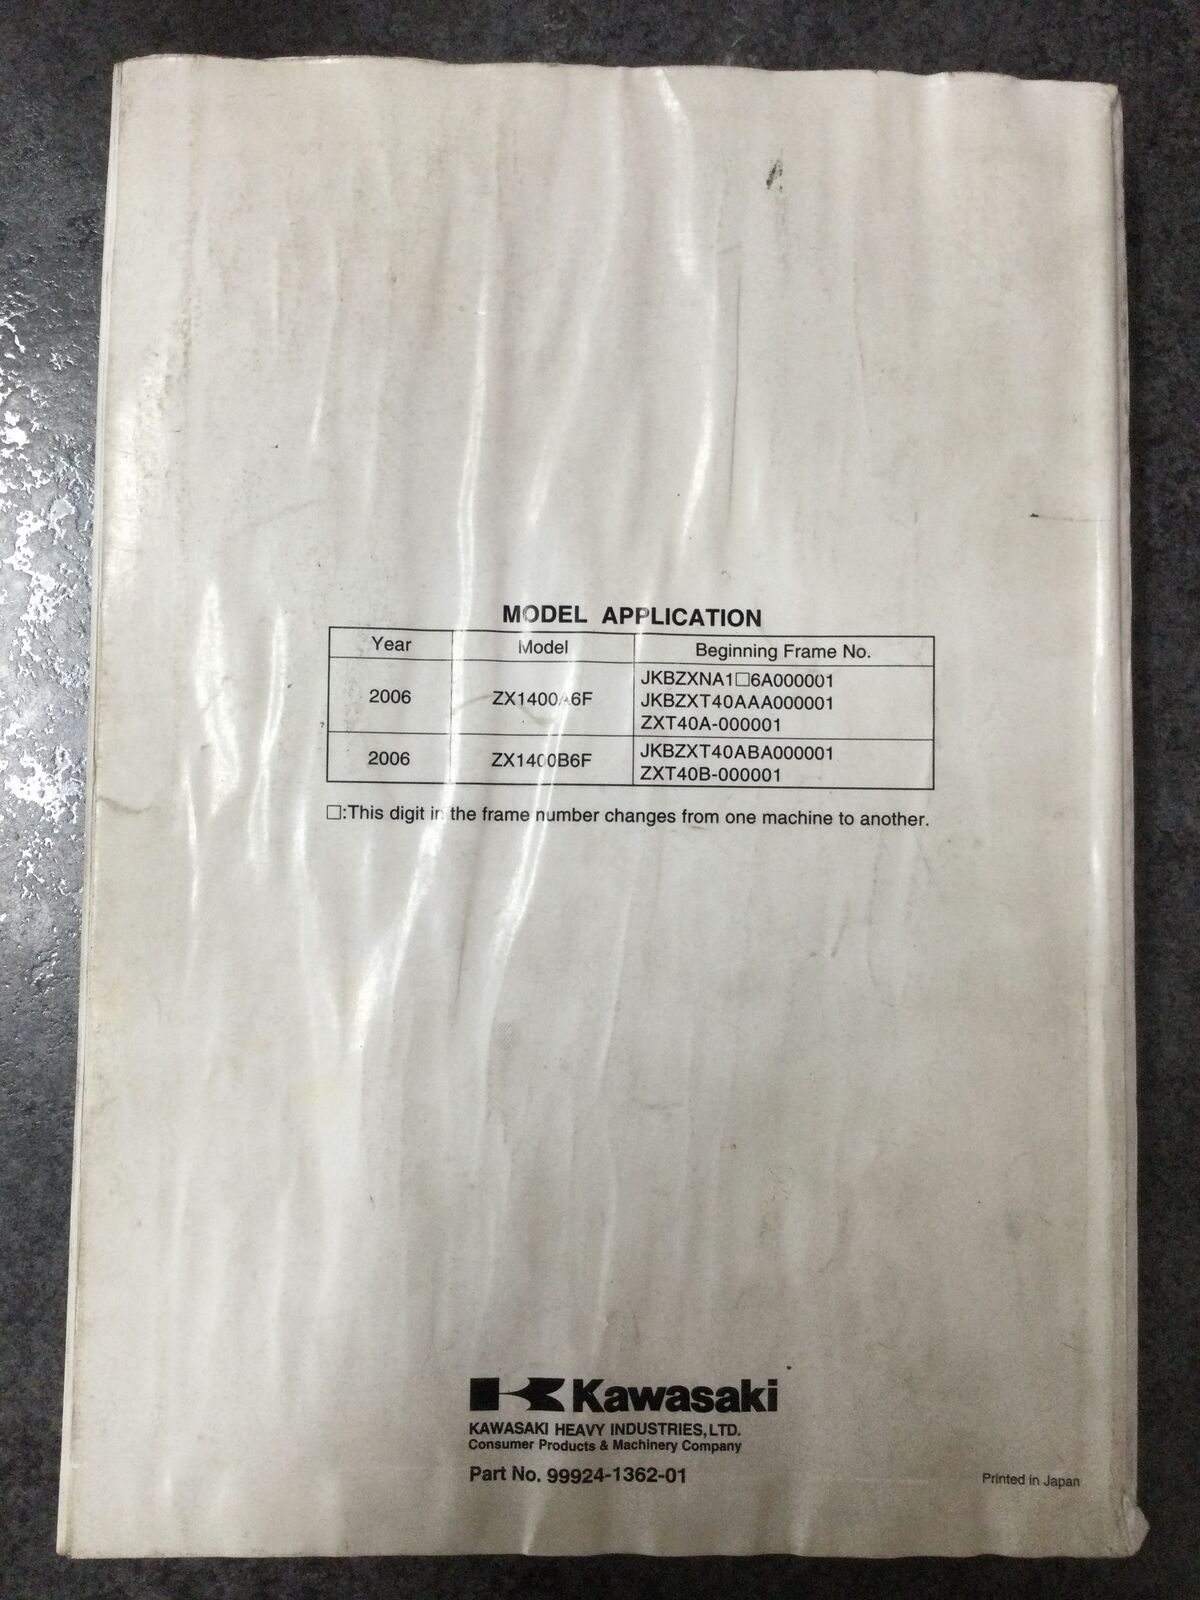 MODEL APPLICATION
Year Model Beginning Frame No.
2006 ZX1400A6F JKBZXNA1□6A000001
JKBZXT40AAA000001
ZXT40A-000001
2006 ZX1400B6F JKBZXT40ABA000001
ZXT40B-000001
□:This digit in the frame number changes from one machine to another.
Kawasaki
KAWASAKI HEAVY INDUSTRIES,LTD.
Consumer Products & Machinery Company
Part No. 99924-1362-01
Printed in Japan